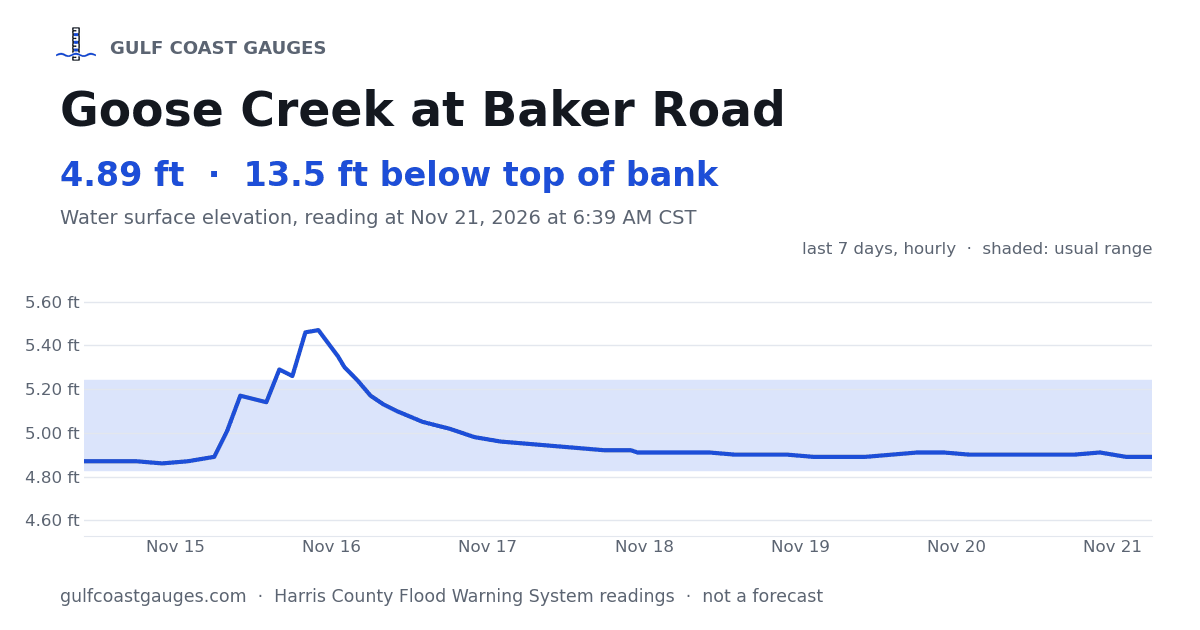 GULF COAST GAUGES
Goose Creek at Baker Road
4.89 ft · 13.5 ft below top of bank
Water surface elevation, reading at Nov 21, 2026 at 6:39 AM CST
last 7 days, hourly · shaded: usual range
5.60 ft
5.40 ft
5.20 ft
5.00 ft
4.80 ft
4.60 ft
Nov 15 Nov 16 Nov 17 Nov 18 Nov 19 Nov 20 Nov 21
gulfcoastgauges.com · Harris County Flood Warning System readings · not a forecast